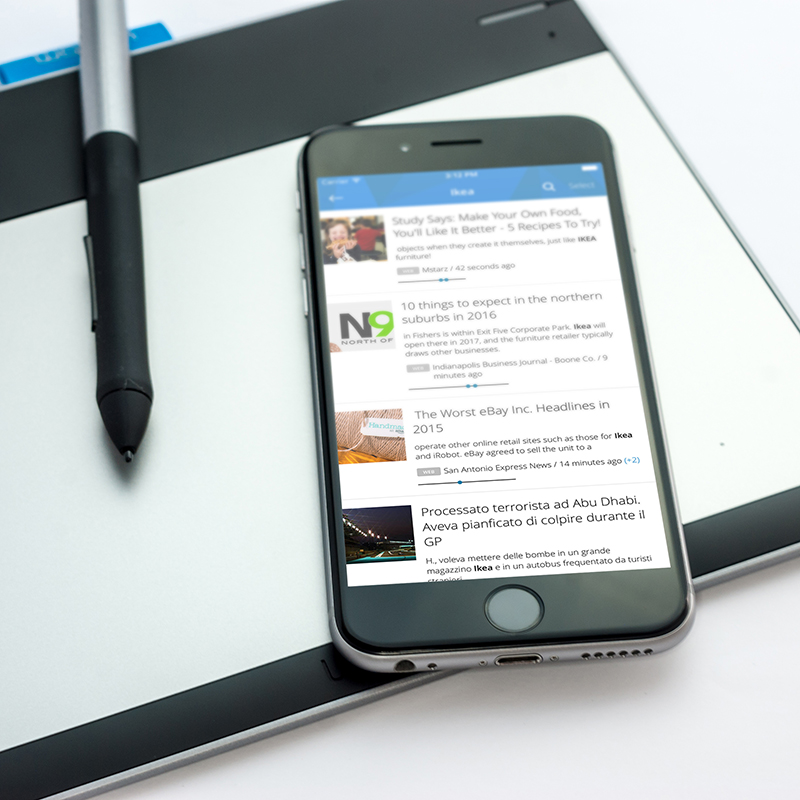 Carrier
3:12 PM
Ikea
Select
Study Says: Make Your Own Food,
You'll Like It Better - 5 Recipes To Try!
objects when they create it themselves, just like IKEA
furniture!
WEB Mstarz / 42 seconds ago
N9
NORTH OF
10 things to expect in the northern
suburbs in 2016
in Fishers is within Exit Five Corporate Park. Ikea will
open there in 2017, and the furniture retailer typically
draws other businesses.
WEB Indianapolis Business Journal - Boone Co. / 9
minutes ago
Handma
The Worst eBay Inc. Headlines in
2015
operate other online retail sites such as those for Ikea
and iRobot. eBay agreed to sell the unit to a
WEB San Antonio Express News / 14 minutes ago (+2)
Processato terrorista ad Abu Dhabi.
Aveva pianficato di colpire durante il
GP
H., voleva mettere delle bombe in un grande
magazzino Ikea e in un autobus frequentato da turisti
stranieri